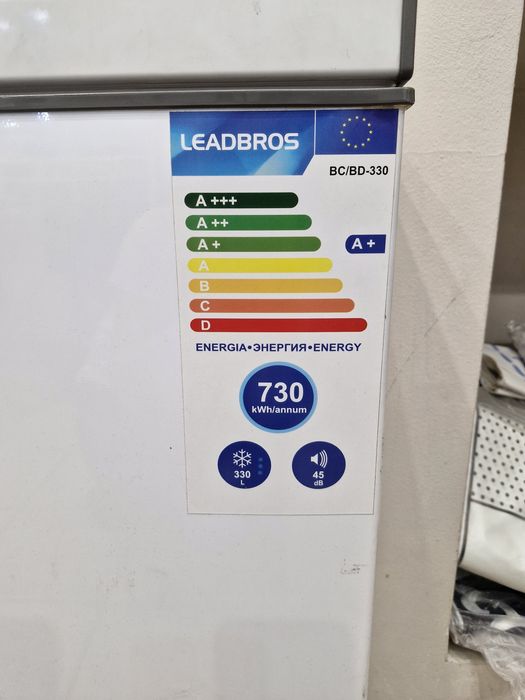 LEADBROS
BC/BD-330
A +++
A ++
A +
A +
A
B
C
D
ENERGIA•ЭНЕРГИЯ•ENERGY
730
kWh/annum
330
L
45
dB